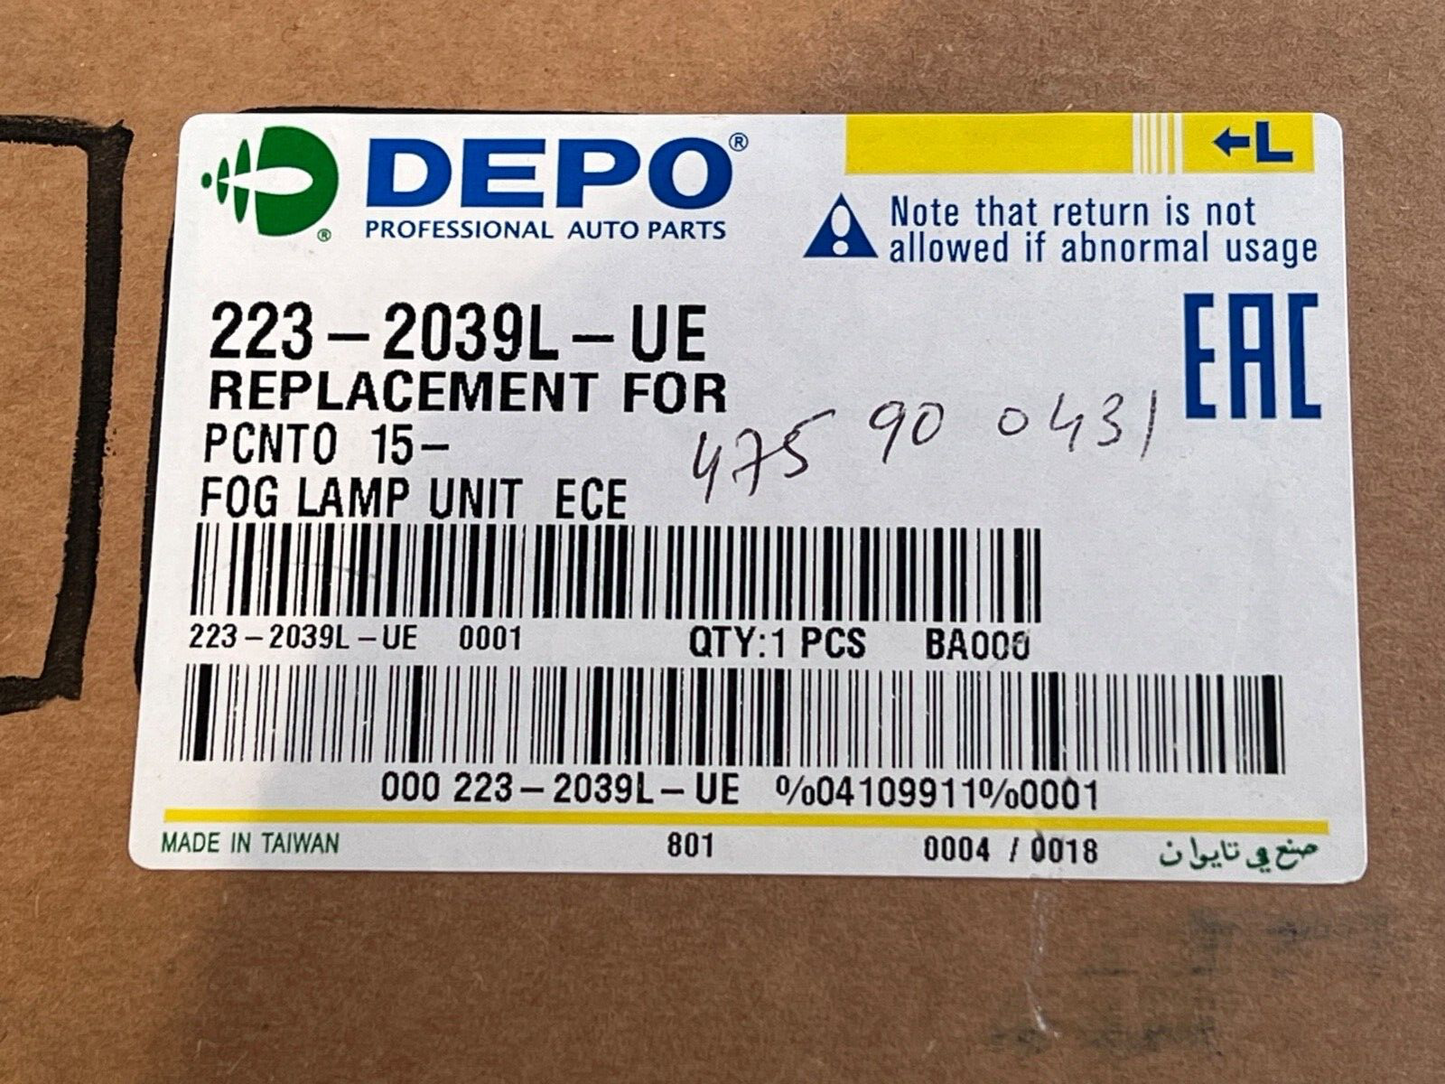 DEPO®
PROFESSIONAL AUTO PARTS
®
←L
Note that return is not
allowed if abnormal usage
EAC
223-2039L-UE
REPLACEMENT FOR
PCNTO 15-
475 90 0431
FOG LAMP UNIT ECE
223-2039L-UE 0001 QTY:1 PCS BA000
000 223-2039L-UE %04109911%0001
MADE IN TAIWAN 801 0004 / 0018 صنع في تايوان